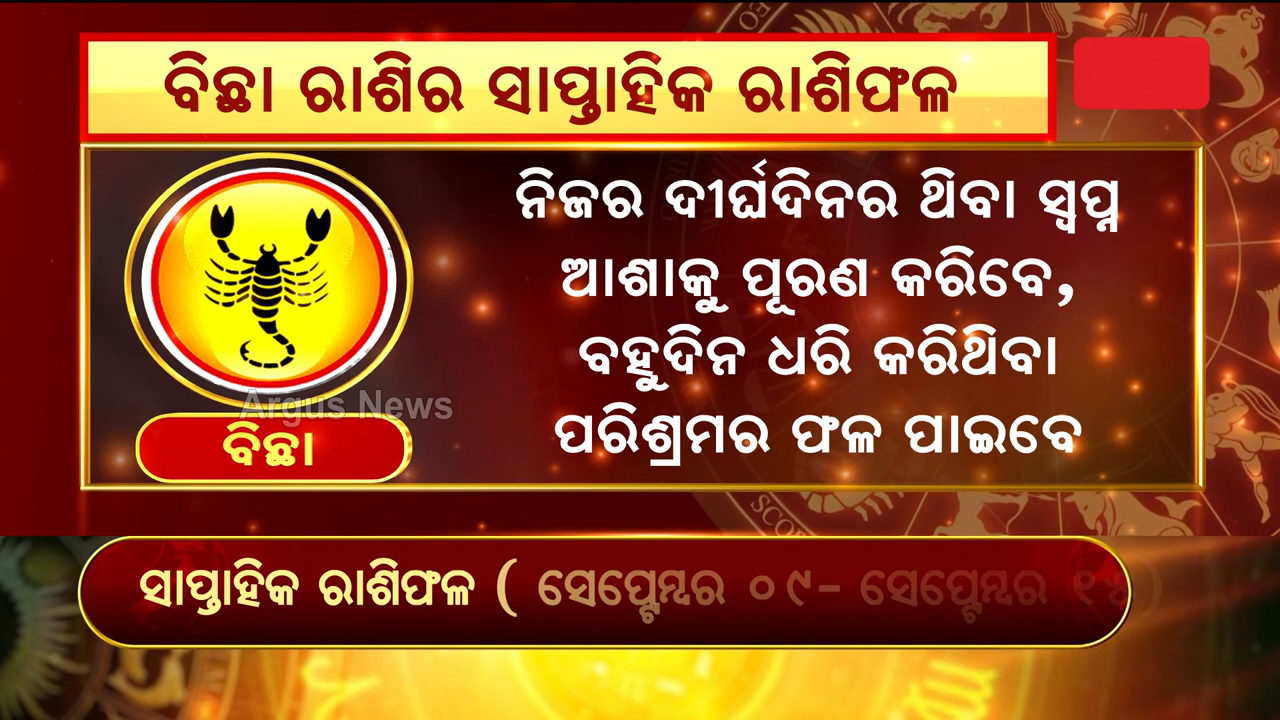 ବିଛା ରାଶିର ସାପ୍ତାହିକ ରାଶିଫଳ
ନିଜର ଦୀର୍ଘଦିନର ଥିବା ସ୍ୱପ୍ନ
ଆଶାକୁ ପୂରଣ କରିବେ,
ବହୁଦିନ ଧରି କରିଥିବା
ପରିଶ୍ରମର ଫଳ ପାଇବେ
Argus News
ବିଛା
ସାପ୍ତାହିକ ରାଶିଫଳ ( ସେପ୍ଟେମ୍ବର ୦୯- ସେପ୍ଟେମ୍ବର